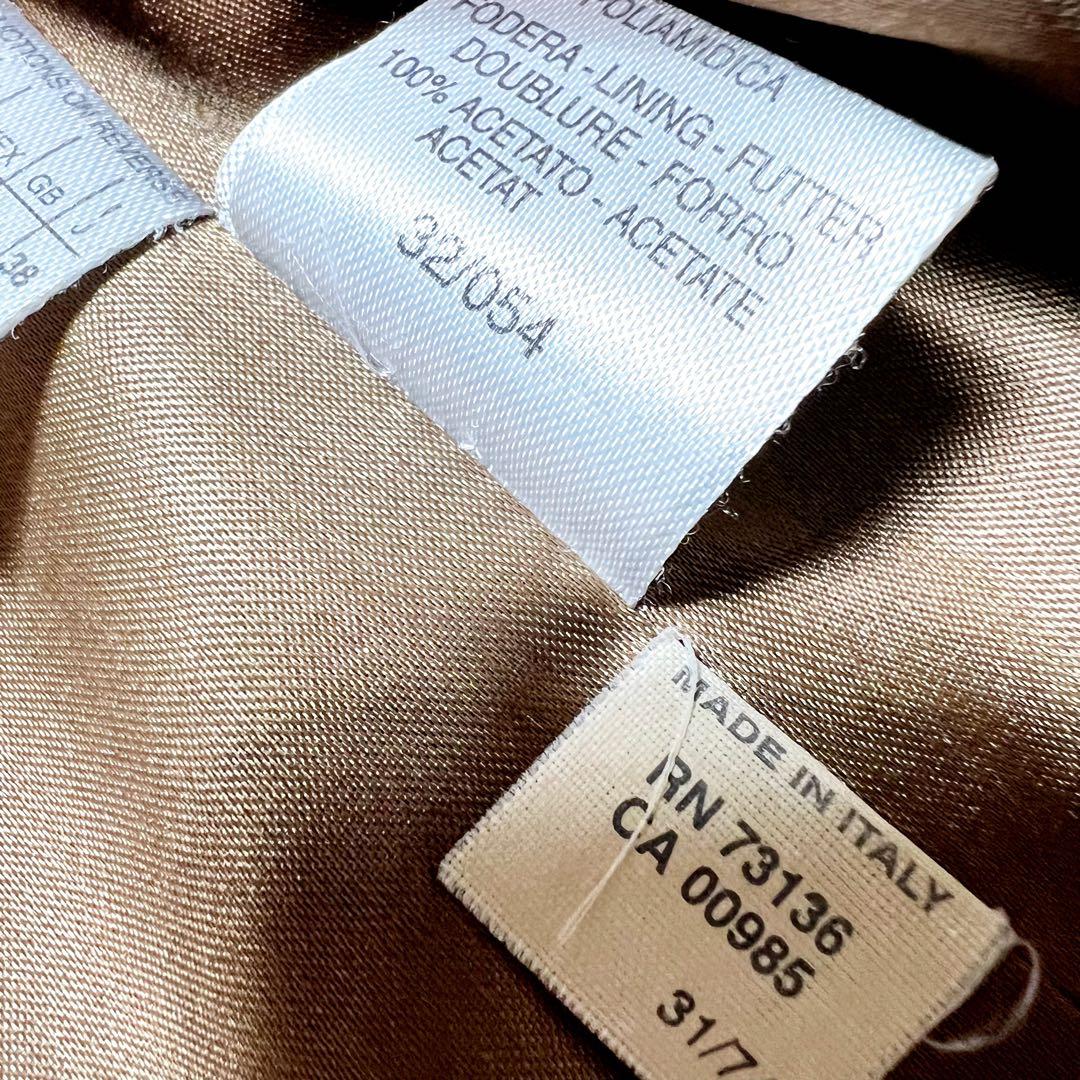 REVERSE
GB
38
POLIAMIDICA
FODERA - LINING - FUTTER
DOUBLURE - FORRO
100% ACETATO - ACETATE
ACETAT
32/054
MADE IN ITALY
RN 73136
CA 00985
31/7